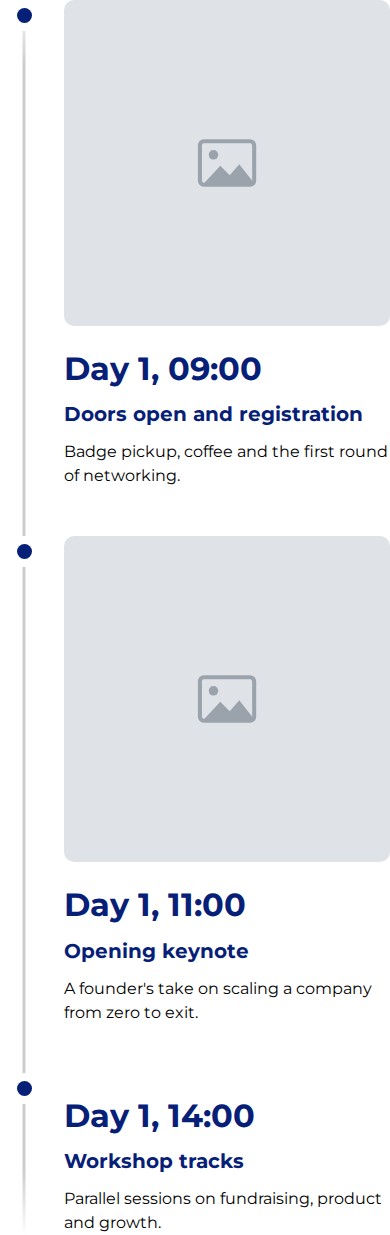 Day 1, 09:00
Doors open and registration
Badge pickup, coffee and the first round
of networking.
Day 1, 11:00
Opening keynote
A founder's take on scaling a company
from zero to exit.
Day 1, 14:00
Workshop tracks
Parallel sessions on fundraising, product
and growth.